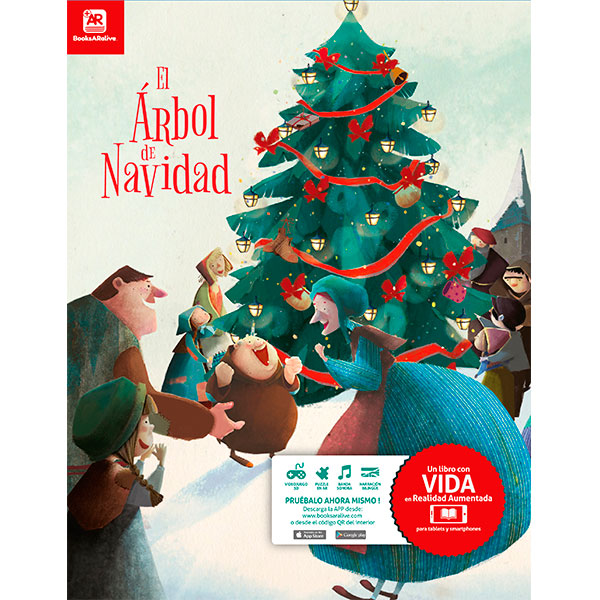 +AR
BooksARalive
El
Árbol
DE
Navidad
VIDEOJUEGO
3D
PUZZLE
EN RA
BANDA
SONORA
NARRACIÓN
BILINGÜE
PRUÉBALO AHORA MISMO !
Descarga la APP desde:
www.booksaralive.com
o desde el código QR del interior
App Store
Google play
Un libro con
VIDA
en Realidad Aumentada
para tablets y smartphones